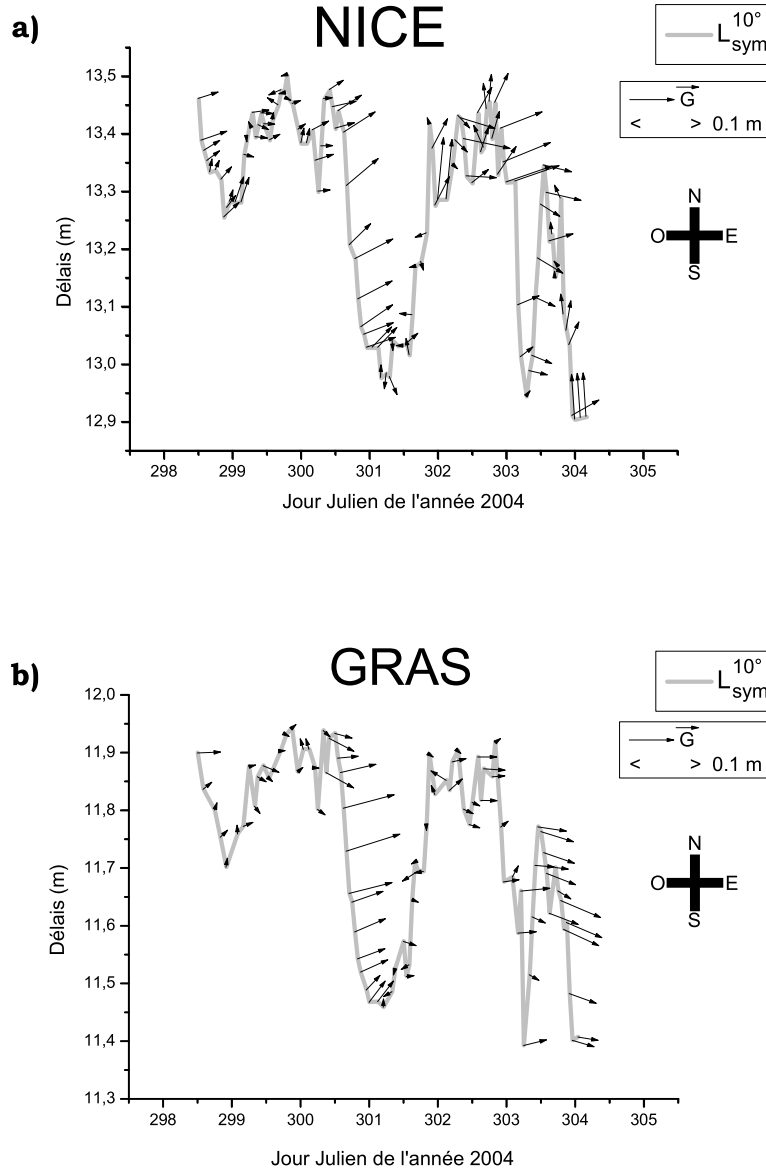 a)
NICE
L 10° sym
G
< > 0.1 m
13,5
13,4
13,3
13,2
13,1
13,0
12,9
Délais (m)
N
O E
S
298 299 300 301 302 303 304 305
Jour Julien de l'année 2004
b)
GRAS
L 10° sym
G
< > 0.1 m
12,0
11,9
11,8
11,7
11,6
11,5
11,4
11,3
Délais (m)
N
O E
S
298 299 300 301 302 303 304 305
Jour Julien de l'année 2004